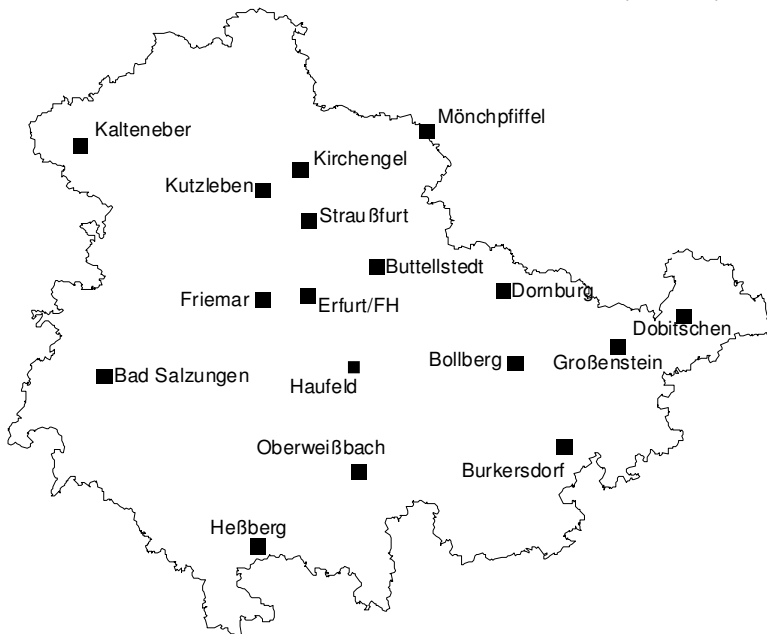 Mönchpfiffel
Kalteneber
Kirchengel
Kutzleben
Straußfurt
Buttellstedt
Dornburg
Friemar
Erfurt/FH
Dobitschen
Großenstein
Bollberg
Bad Salzungen
Haufeld
Oberweißbach
Burkersdorf
Heßberg